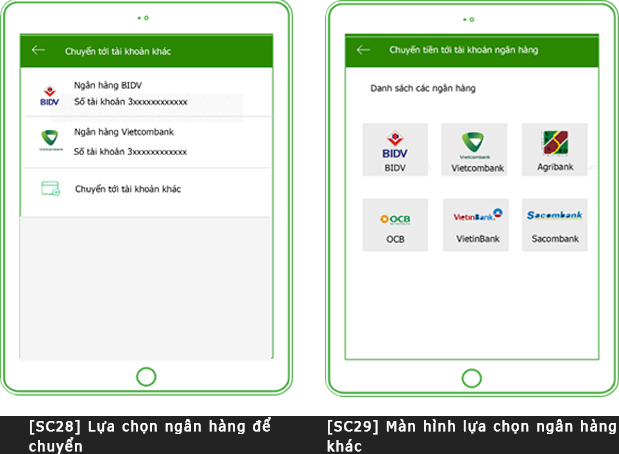 Chuyển tới tài khoản khác
Ngân hàng BIDV
BIDV
Số tài khoản 3xxxxxxxxxxxx
Ngân hàng Vietcombank
Vietcombank
Số tài khoản 3xxxxxxxxxxxx
Chuyển tới tài khoản khác
[SC28] Lựa chọn ngân hàng để
chuyển
Chuyển tiền tới tài khoản ngân hàng
Danh sách các ngân hàng
BIDV
BIDV
Vietcombank
Vietcombank
Agribank
OCB
OCB
VietinBank
VietinBank
Sacombank
Sacombank
[SC29] Màn hình lựa chọn ngân hàng
khác